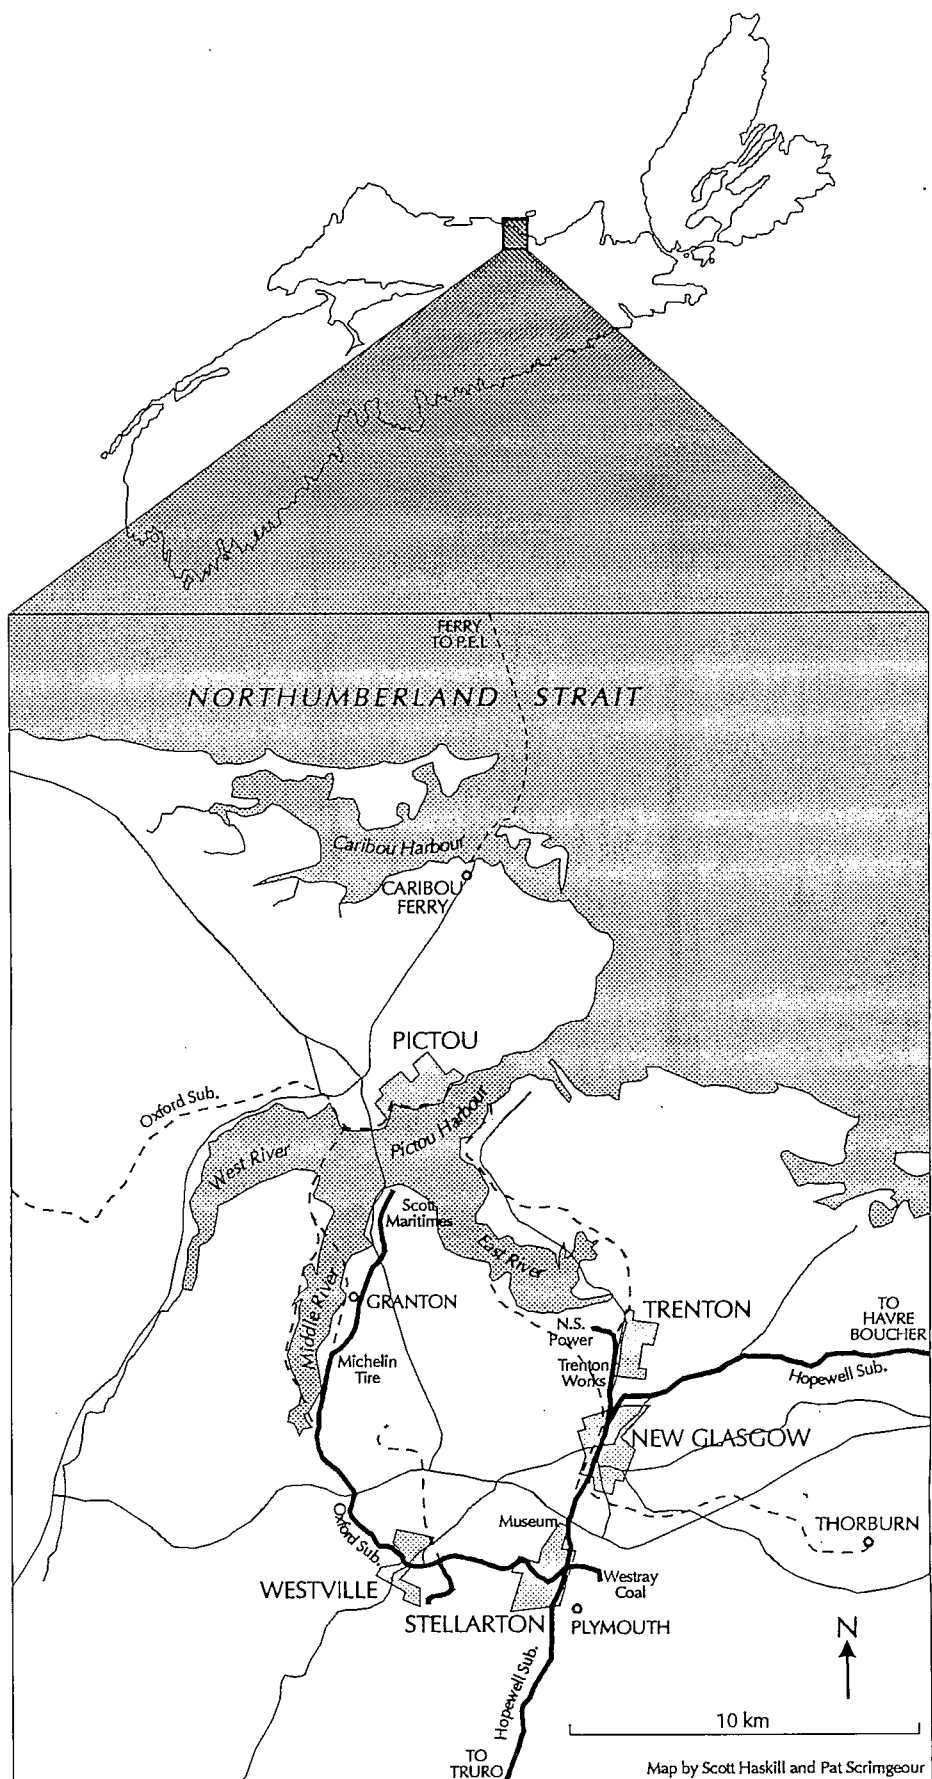 FERRY
TO P.E.I.
NORTHUMBERLAND STRAIT
Caribou Harbour
CARIBOU
FERRY
PICTOU
Oxford Sub.
Pictou Harbour
West River
Scott
Maritimes
East River
Middle River
GRANTON
TRENTON
TO
HAVRE
BOUCHER
N.S.
Power
Michelin
Tire
Trenton
Works
Hopewell Sub.
NEW GLASGOW
Oxford Sub.
Museum
THORBURN
WESTVILLE
Westray
Coal
STELLARTON
PLYMOUTH
N
Hopewell Sub.
10 km
TO
TRURO
Map by Scott Haskill and Pat Scrimgeour